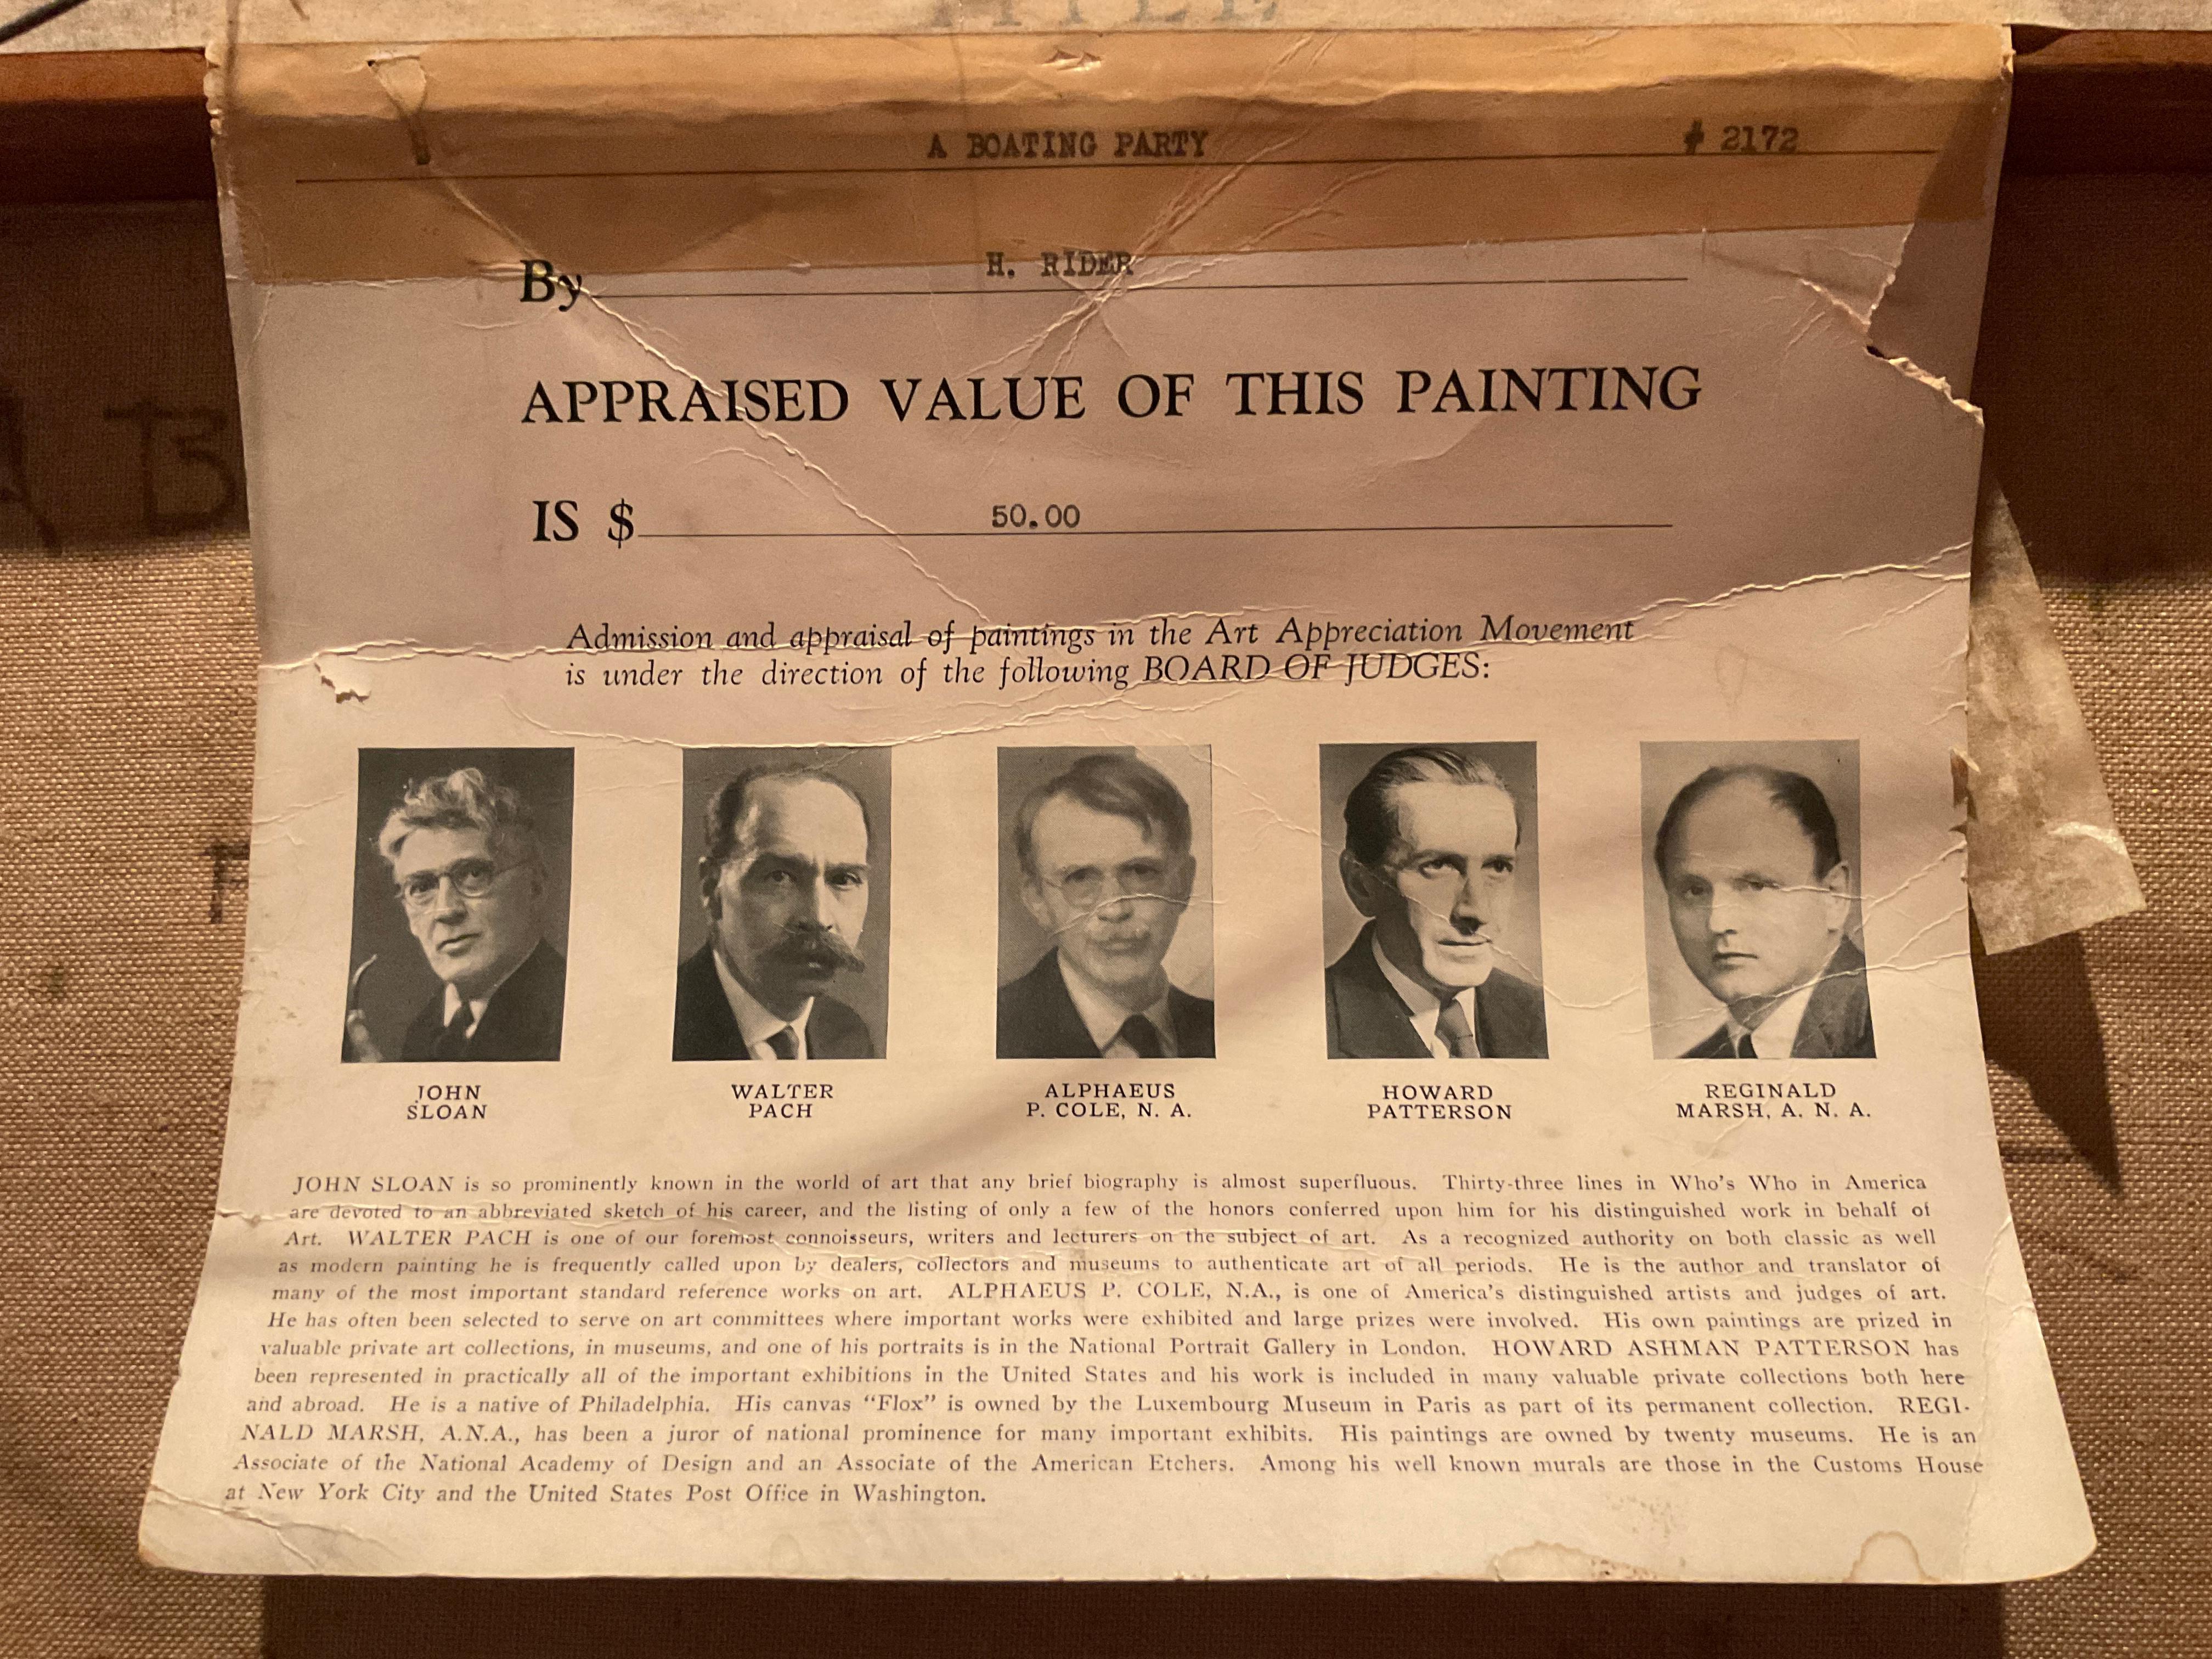 TITLE
A BOATING PARTY # 2172
By H. RIDER
APPRAISED VALUE OF THIS PAINTING
IS $ 50.00
Admission and appraisal of paintings in the Art Appreciation Movement
is under the direction of the following BOARD OF JUDGES:
JOHN
SLOAN
WALTER
PACH
ALPHAEUS
P. COLE, N. A.
HOWARD
PATTERSON
REGINALD
MARSH, A. N. A.
JOHN SLOAN is so prominently known in the world of art that any brief biography is almost superfluous. Thirty-three lines in Who's Who in America
are devoted to an abbreviated sketch of his career, and the listing of only a few of the honors conferred upon him for his distinguished work in behalf of
Art. WALTER PACH is one of our foremost connoisseurs, writers and lecturers on the subject of art. As a recognized authority on both classic as well
as modern painting he is frequently called upon by dealers, collectors and museums to authenticate art of all periods. He is the author and translator of
many of the most important standard reference works on art. ALPHAEUS P. COLE, N.A., is one of America's distinguished artists and judges of art.
He has often been selected to serve on art committees where important works were exhibited and large prizes were involved. His own paintings are prized in
valuable private art collections, in museums, and one of his portraits is in the National Portrait Gallery in London. HOWARD ASHMAN PATTERSON has
been represented in practically all of the important exhibitions in the United States and his work is included in many valuable private collections both here
and abroad. He is a native of Philadelphia. His canvas "Flox" is owned by the Luxembourg Museum in Paris as part of its permanent collection. REGI-
NALD MARSH, A.N.A., has been a juror of national prominence for many important exhibits. His paintings are owned by twenty museums. He is an
Associate of the National Academy of Design and an Associate of the American Etchers. Among his well known murals are those in the Customs House
at New York City and the United States Post Office in Washington.